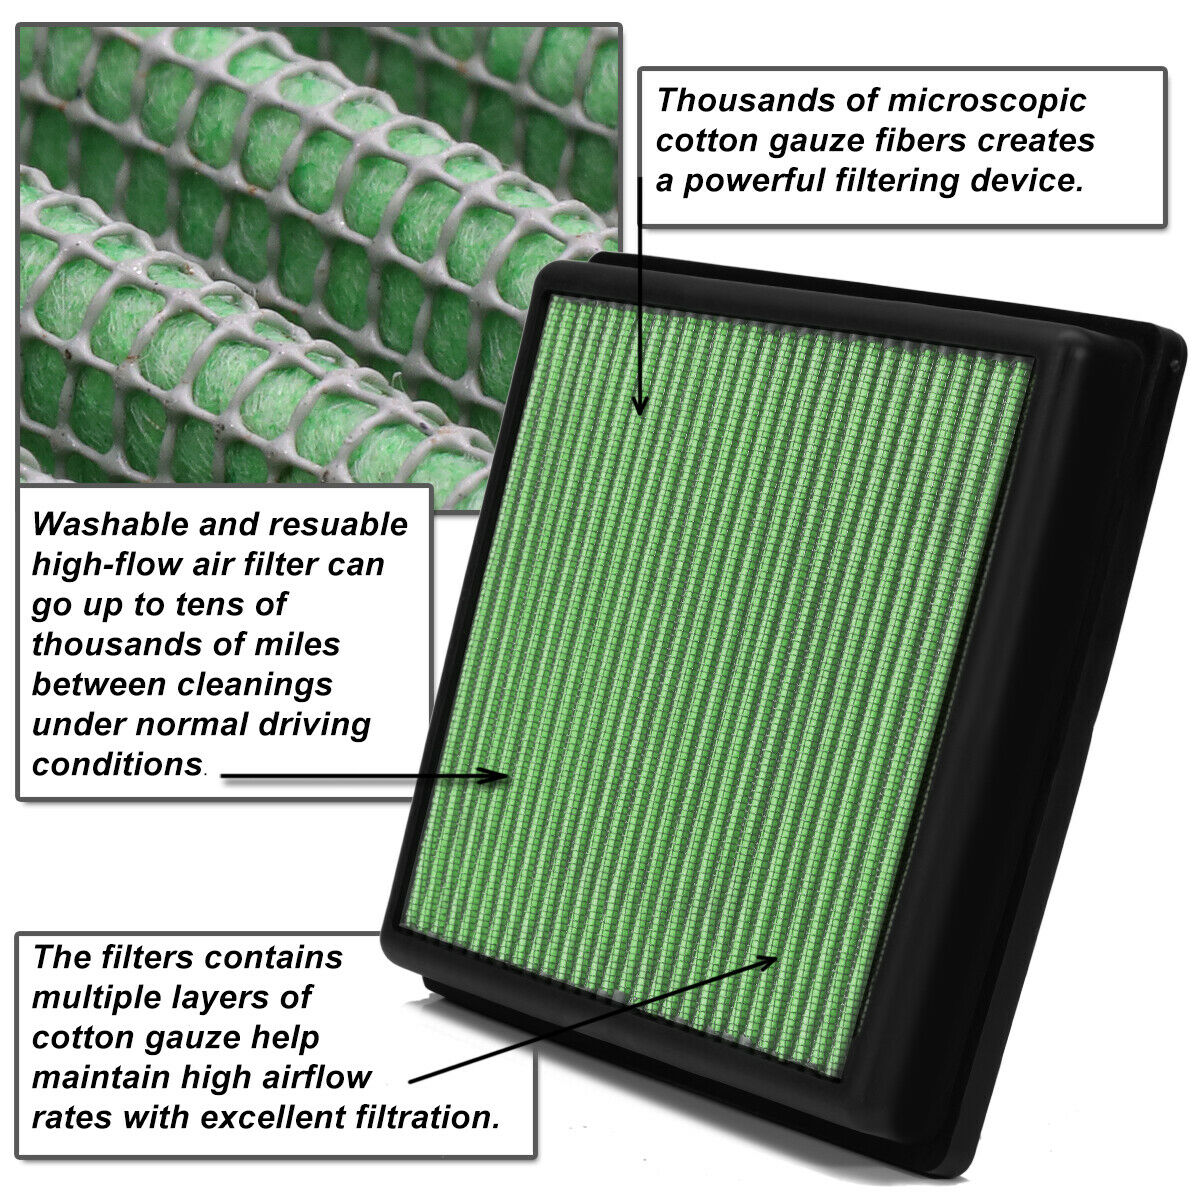 Thousands of microscopic
cotton gauze fibers creates
a powerful filtering device.
Washable and resuable
high-flow air filter can
go up to tens of
thousands of miles
between cleanings
under normal driving
conditions.
The filters contains
multiple layers of
cotton gauze help
maintain high airflow
rates with excellent filtration.